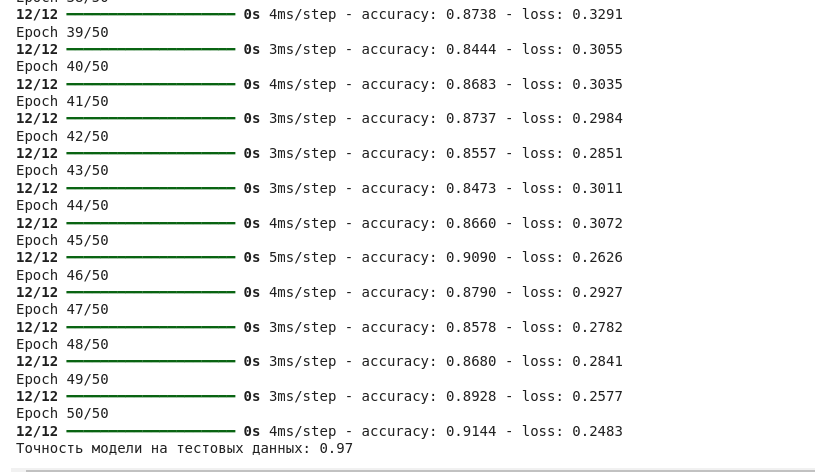 12/12 ━━━━━━━━━━━━━━━━━━━━ 0s 4ms/step - accuracy: 0.8738 - loss: 0.3291
Epoch 39/50
12/12 ━━━━━━━━━━━━━━━━━━━━ 0s 3ms/step - accuracy: 0.8444 - loss: 0.3055
Epoch 40/50
12/12 ━━━━━━━━━━━━━━━━━━━━ 0s 4ms/step - accuracy: 0.8683 - loss: 0.3035
Epoch 41/50
12/12 ━━━━━━━━━━━━━━━━━━━━ 0s 3ms/step - accuracy: 0.8737 - loss: 0.2984
Epoch 42/50
12/12 ━━━━━━━━━━━━━━━━━━━━ 0s 3ms/step - accuracy: 0.8557 - loss: 0.2851
Epoch 43/50
12/12 ━━━━━━━━━━━━━━━━━━━━ 0s 3ms/step - accuracy: 0.8473 - loss: 0.3011
Epoch 44/50
12/12 ━━━━━━━━━━━━━━━━━━━━ 0s 4ms/step - accuracy: 0.8660 - loss: 0.3072
Epoch 45/50
12/12 ━━━━━━━━━━━━━━━━━━━━ 0s 5ms/step - accuracy: 0.9090 - loss: 0.2626
Epoch 46/50
12/12 ━━━━━━━━━━━━━━━━━━━━ 0s 4ms/step - accuracy: 0.8790 - loss: 0.2927
Epoch 47/50
12/12 ━━━━━━━━━━━━━━━━━━━━ 0s 3ms/step - accuracy: 0.8578 - loss: 0.2782
Epoch 48/50
12/12 ━━━━━━━━━━━━━━━━━━━━ 0s 3ms/step - accuracy: 0.8680 - loss: 0.2841
Epoch 49/50
12/12 ━━━━━━━━━━━━━━━━━━━━ 0s 3ms/step - accuracy: 0.8928 - loss: 0.2577
Epoch 50/50
12/12 ━━━━━━━━━━━━━━━━━━━━ 0s 4ms/step - accuracy: 0.9144 - loss: 0.2483
Точность модели на тестовых данных: 0.97